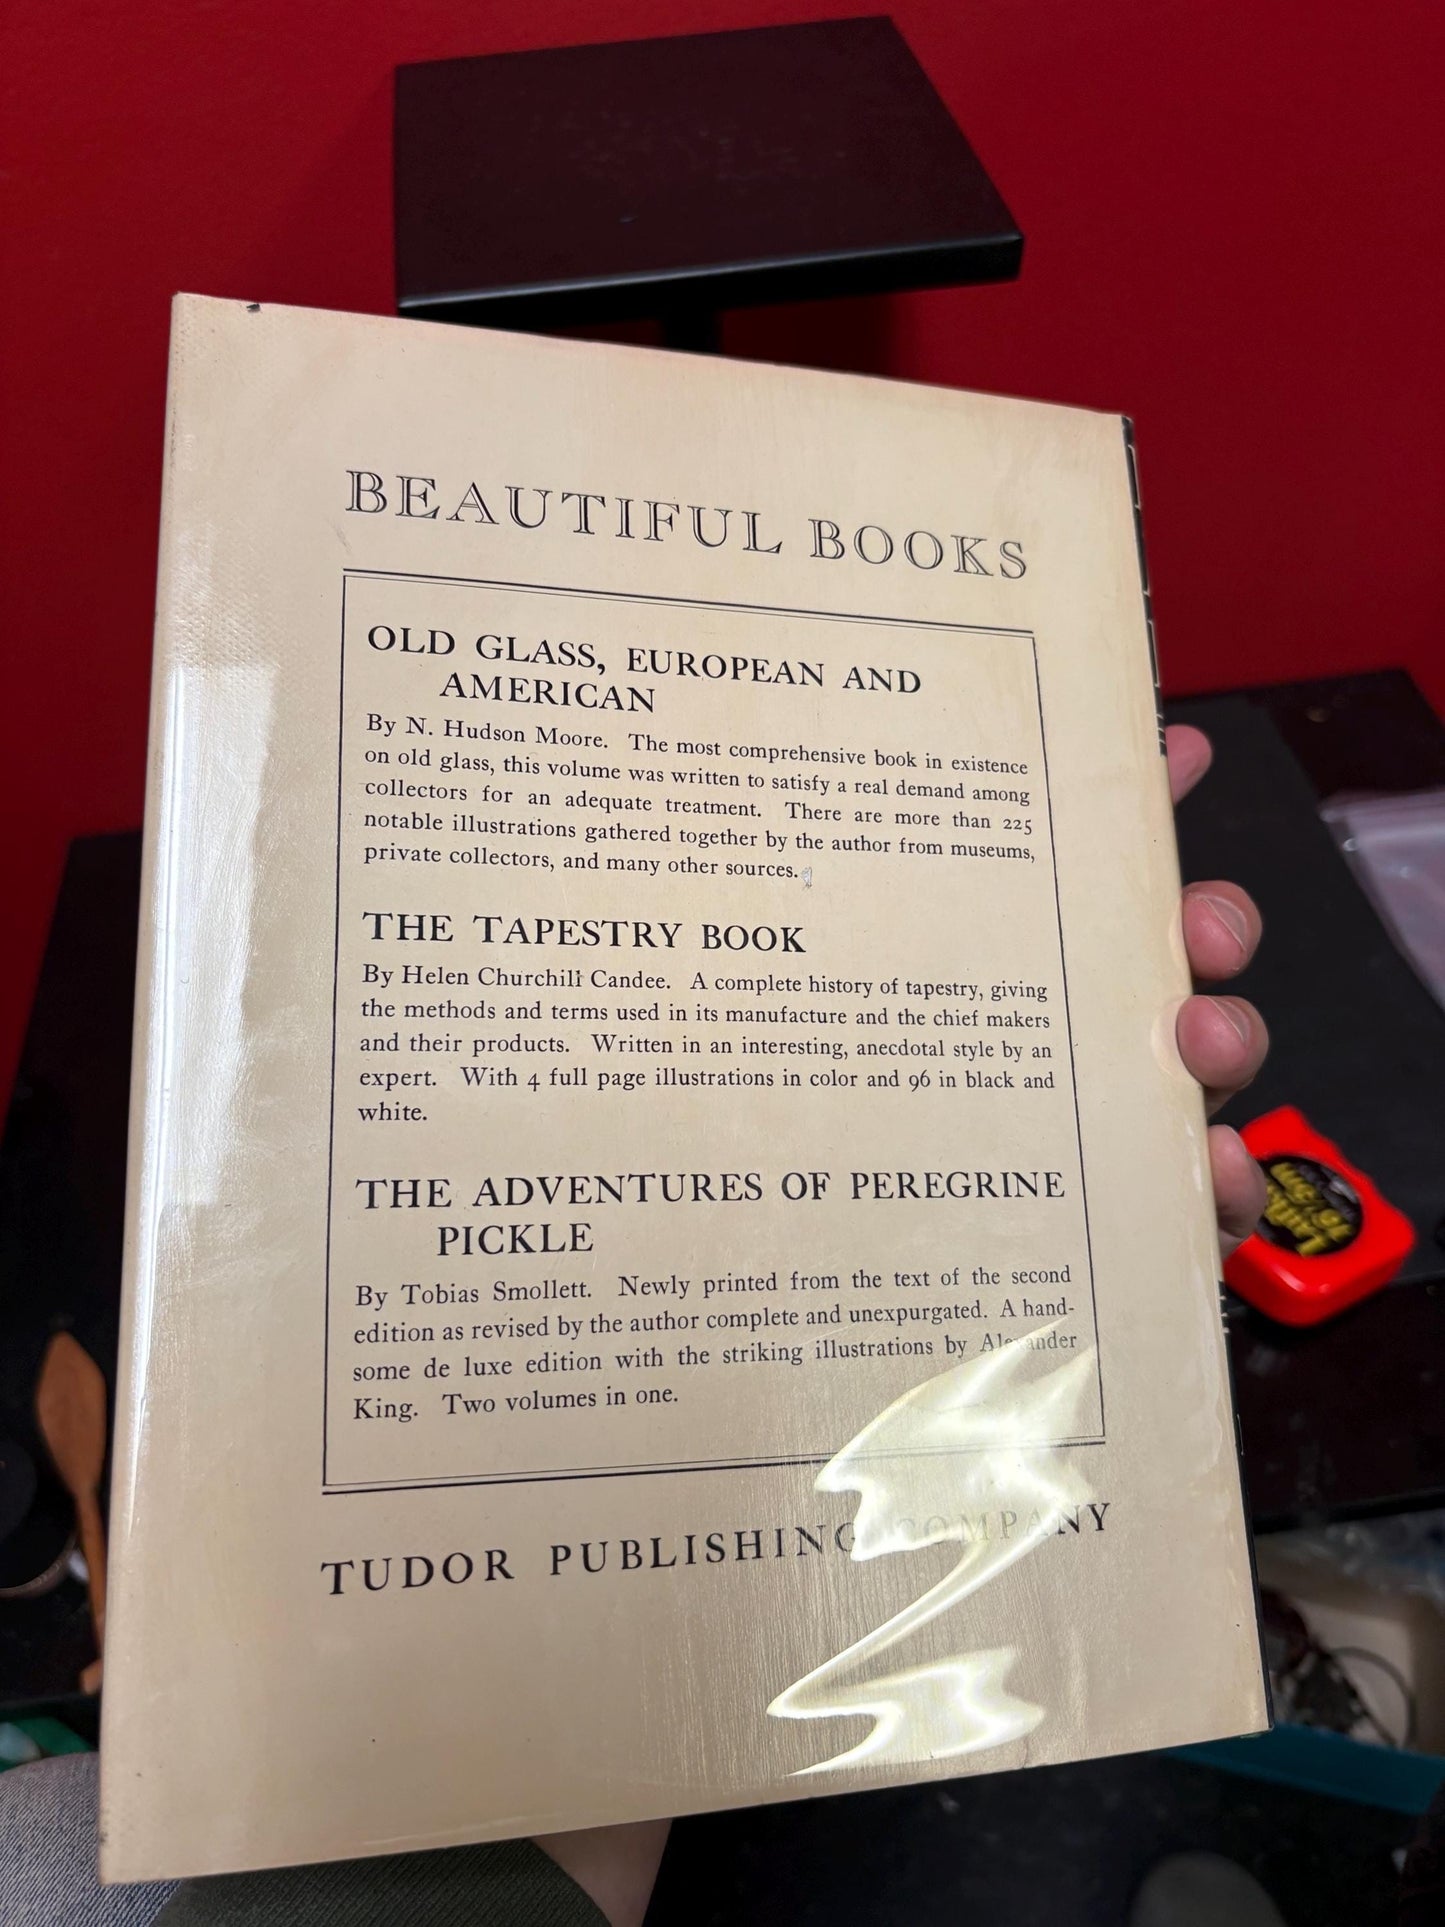 BEAUTIFUL BOOKS
OLD GLASS, EUROPEAN AND
AMERICAN
By N. Hudson Moore. The most comprehensive book in existence
on old glass, this volume was written to satisfy a real demand among
collectors for an adequate treatment. There are more than 225
notable illustrations gathered together by the author from museums,
private collectors, and many other sources.
THE TAPESTRY BOOK
By Helen Churchill Candee. A complete history of tapestry, giving
the methods and terms used in its manufacture and the chief makers
and their products. Written in an interesting, anecdotal style by an
expert. With 4 full page illustrations in color and 96 in black and
white.
THE ADVENTURES OF PEREGRINE
PICKLE
By Tobias Smollett. Newly printed from the text of the second
edition as revised by the author complete and unexpurgated. A hand-
some de luxe edition with the striking illustrations by Alexander
King. Two volumes in one.
TUDOR PUBLISHING COMPANY